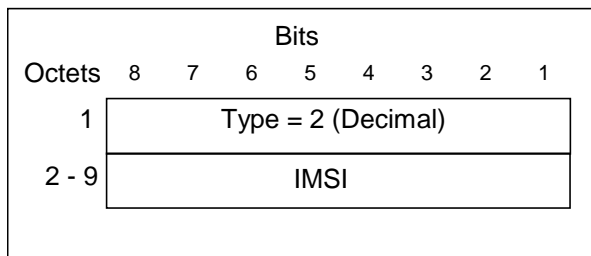 Bits
Octets 8 7 6 5 4 3 2 1
1 Type = 2 (Decimal)
2 - 9 IMSI